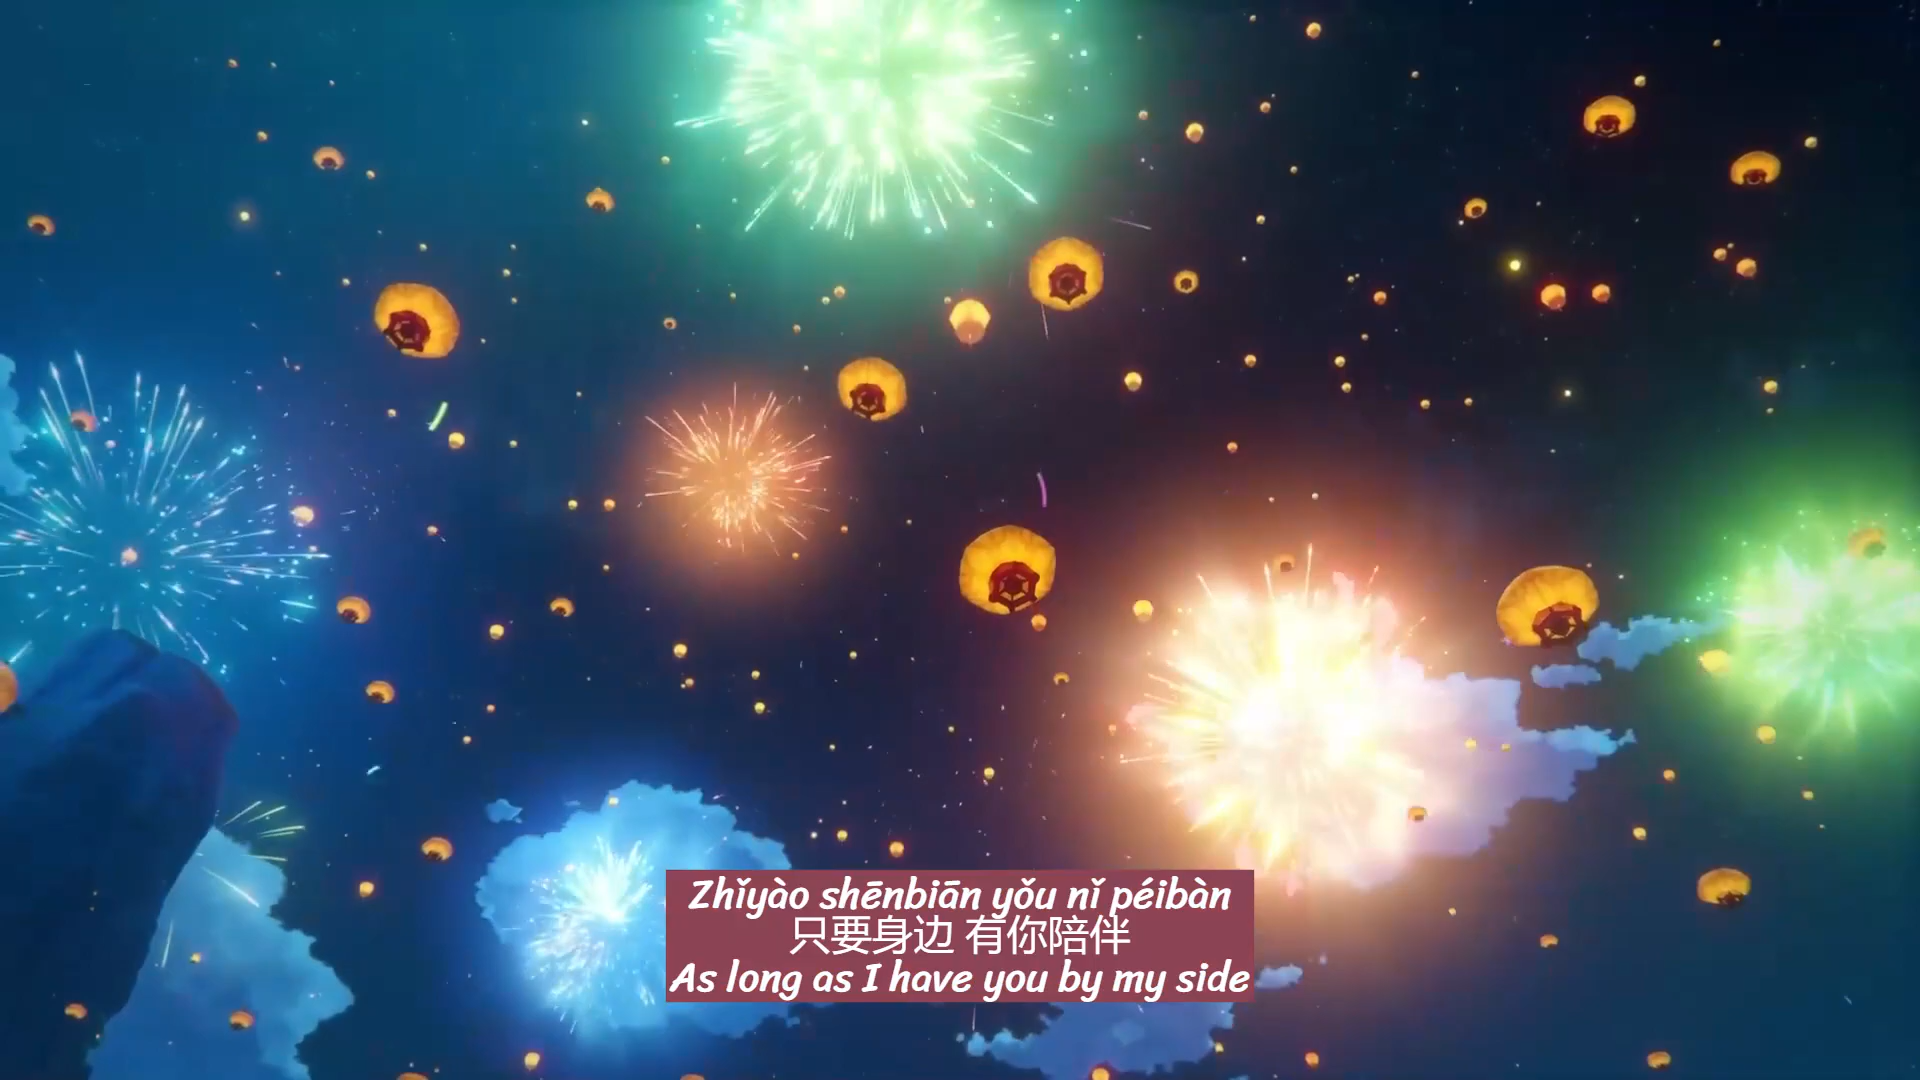 Zhǐyào shēnbiān yǒu nǐ péibàn
只要身边 有你陪伴
As long as I have you by my side